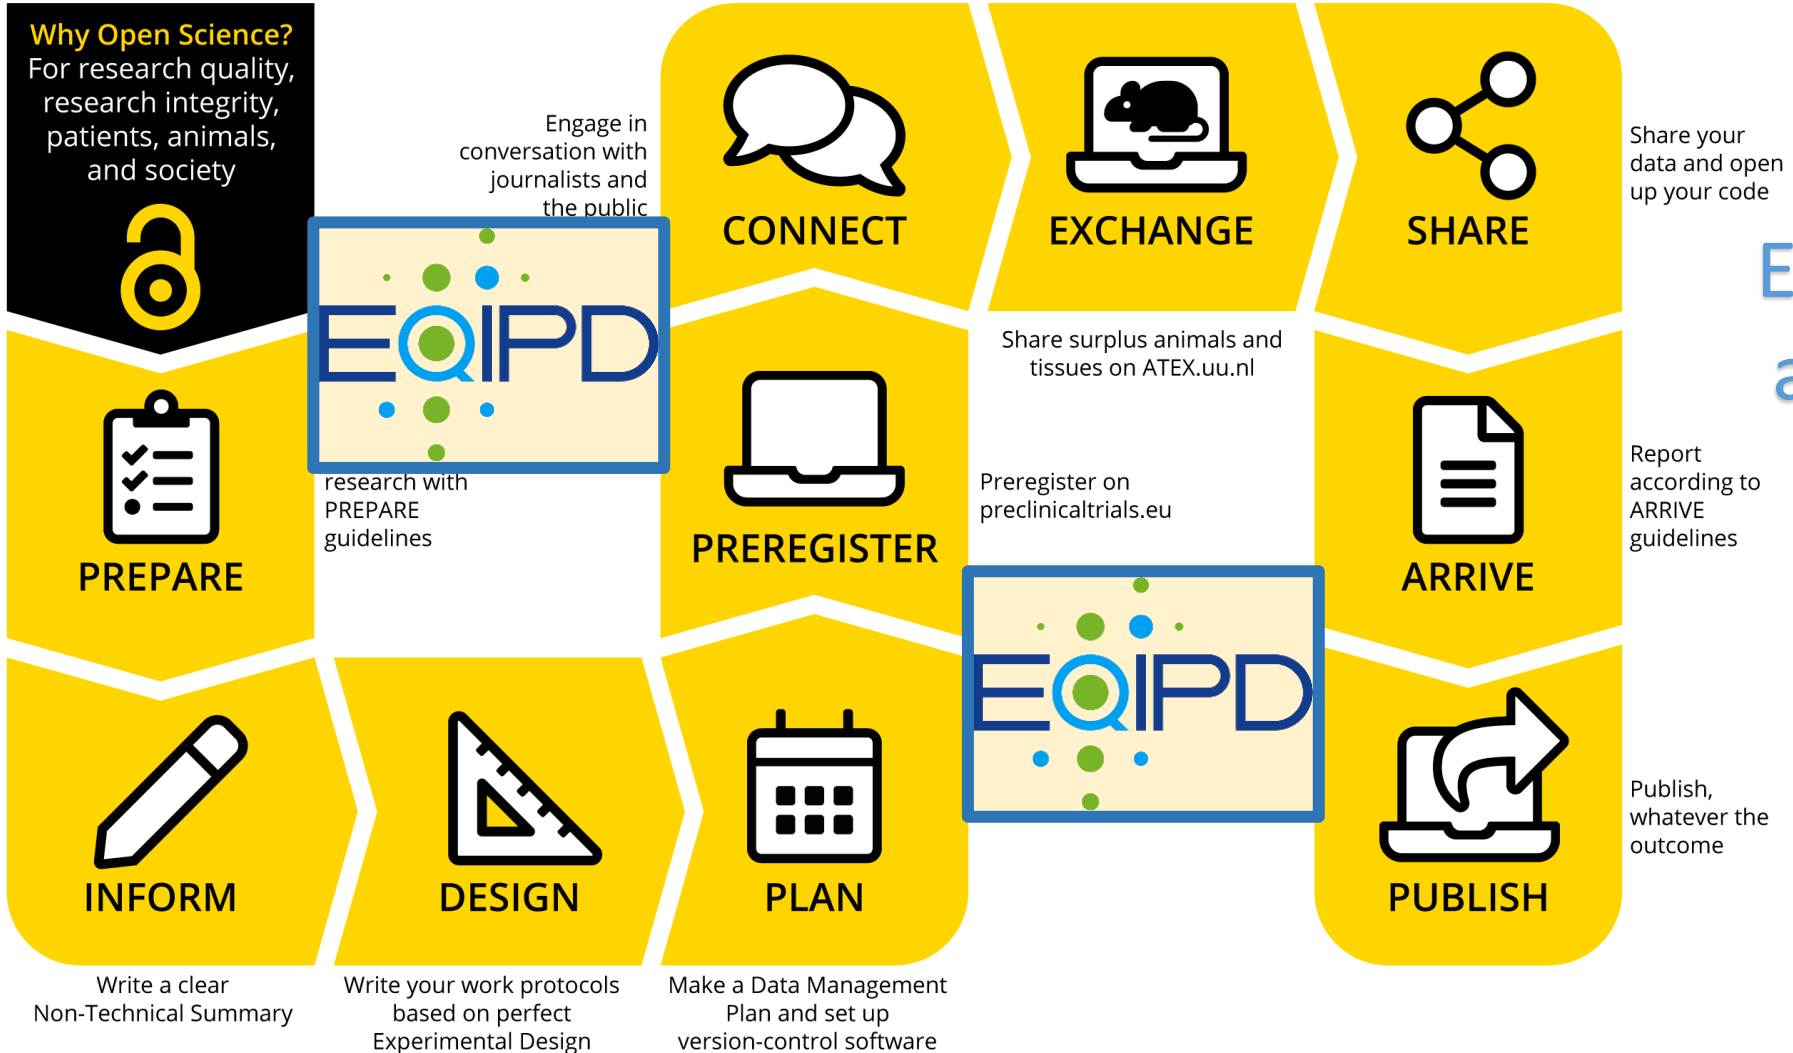 Why Open Science?
For research quality,
research integrity,
patients, animals,
and society
PREPARE
research with
PREPARE
guidelines
INFORM
Write a clear
Non-Technical Summary
DESIGN
Write your work protocols
based on perfect
Experimental Design
PLAN
Make a Data Management
Plan and set up
version-control software
PREREGISTER
Preregister on
preclinicaltrials.eu
CONNECT
Engage in
conversation with
journalists and
the public
EXCHANGE
Share surplus animals and
tissues on ATEX.uu.nl
SHARE
Share your
data and open
up your code
ARRIVE
Report
according to
ARRIVE
guidelines
PUBLISH
Publish,
whatever the
outcome
EQIPD
EQIPD
E
a